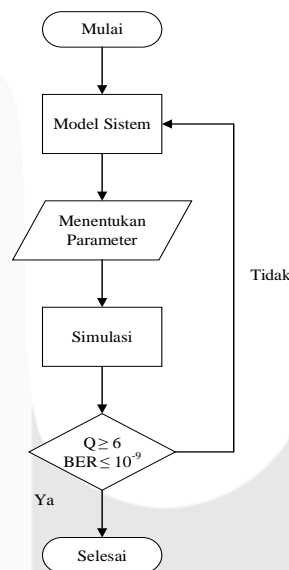 Mulai
Model Sistem
Menentukan
Parameter
Tidak
Simulasi
Q ≥ 6
BER ≤ 10⁻⁹
Ya
Selesai